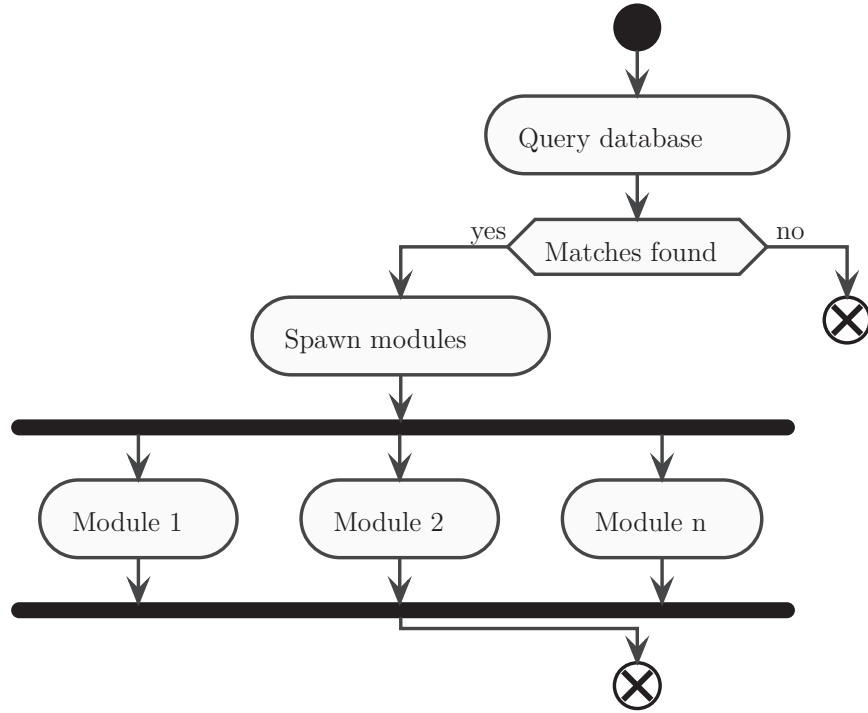 Query database
yes
Matches found
no
Spawn modules
Module 1
Module 2
Module n